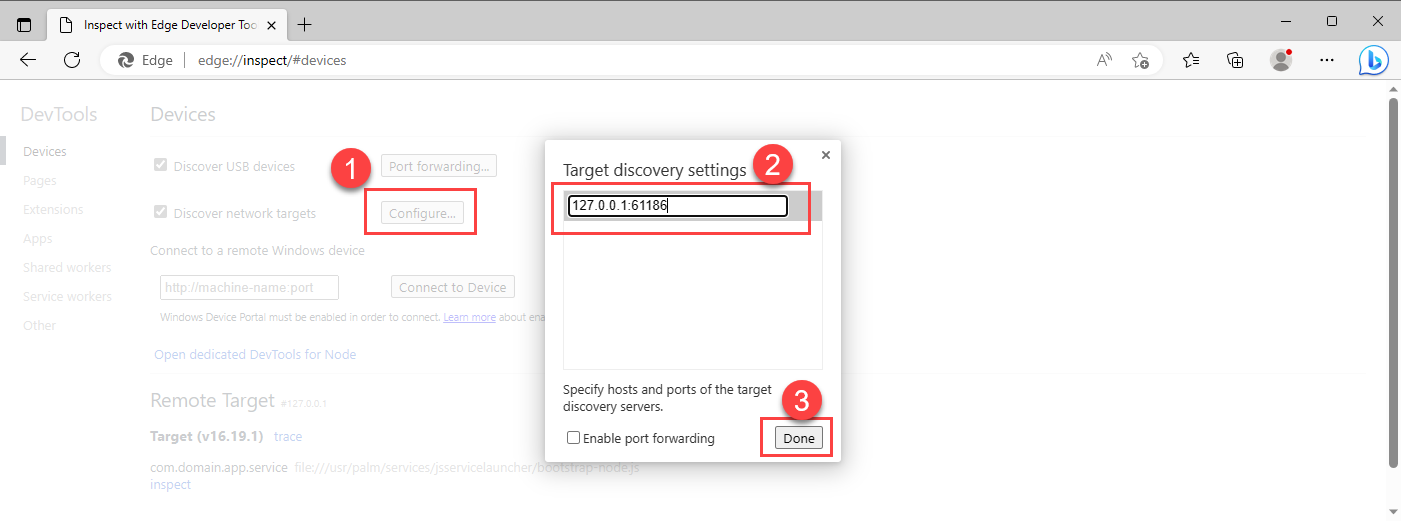 Inspect with Edge Developer Too
Edge
edge://inspect/#devices
DevTools
Devices
Pages
Extensions
Apps
Shared workers
Service workers
Other
Devices
Discover USB devices
Port forwarding...
1
Discover network targets
Configure...
Connect to a remote Windows device
http://machine-name:port
Connect to Device
Windows Device Portal must be enabled in order to connect. Learn more about ena
Open dedicated DevTools for Node
Remote Target #127.0.0.1
Target (v16.19.1) trace
com.domain.app.service file:///usr/palm/services/jsservicelauncher/bootstrap-node.js
inspect
Target discovery settings
2
127.0.0.1:61186
Specify hosts and ports of the target
discovery servers.
3
Enable port forwarding
Done